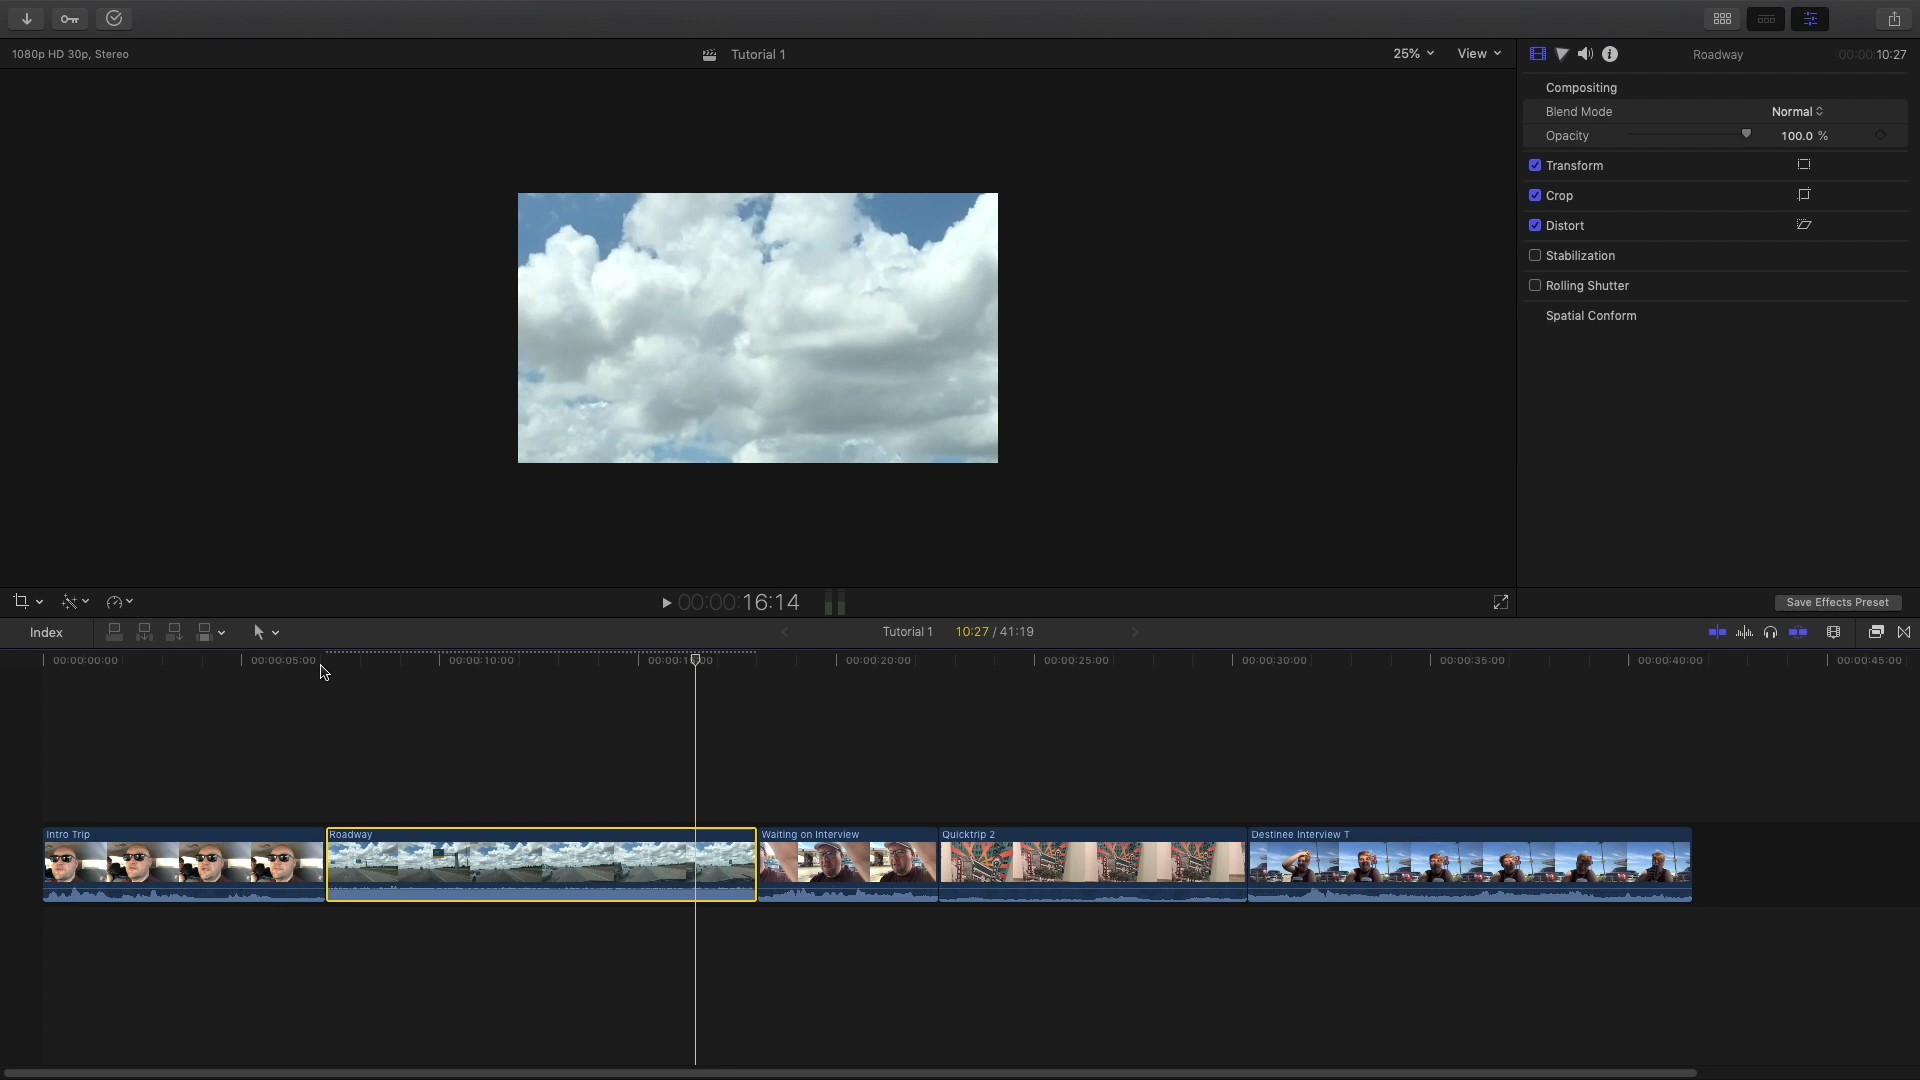 1080p HD 30p, Stereo
Tutorial 1
25%
View
Roadway
00:00:10:27
Compositing
Blend Mode
Normal
Opacity
100.0 %
Transform
Crop
Distort
Stabilization
Rolling Shutter
Spatial Conform
00:00:16:14
Save Effects Preset
Index
Tutorial 1
10:27 / 41:19
00:00:00:00
00:00:05:00
00:00:10:00
00:00:15:00
00:00:20:00
00:00:25:00
00:00:30:00
00:00:35:00
00:00:40:00
00:00:45:00
Intro Trip
Roadway
Waiting on Interview
Quicktrip 2
Destinee Interview T